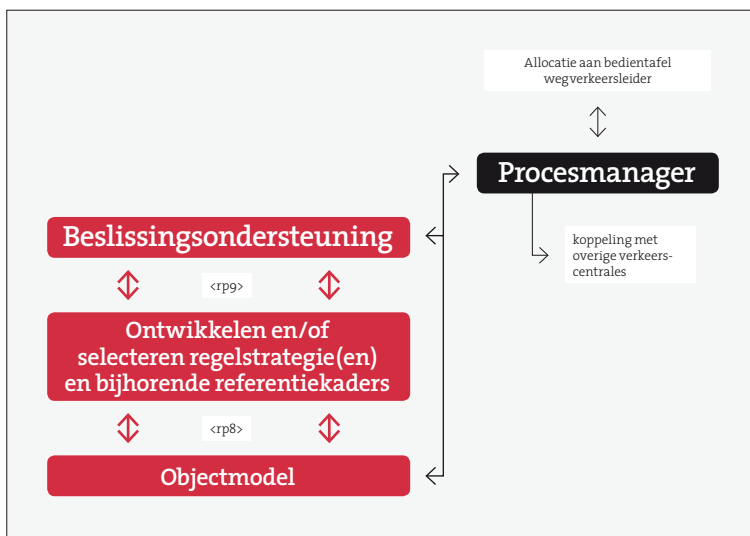 Allocatie aan bedientafel
wegverkeersleider
Procesmanager
Beslissingsondersteuning
koppeling met
overige verkeers-
centrales
<rp9>
Ontwikkelen en/of
selecteren regelstrategie(en)
en bijhorende referentiekaders
<rp8>
Objectmodel